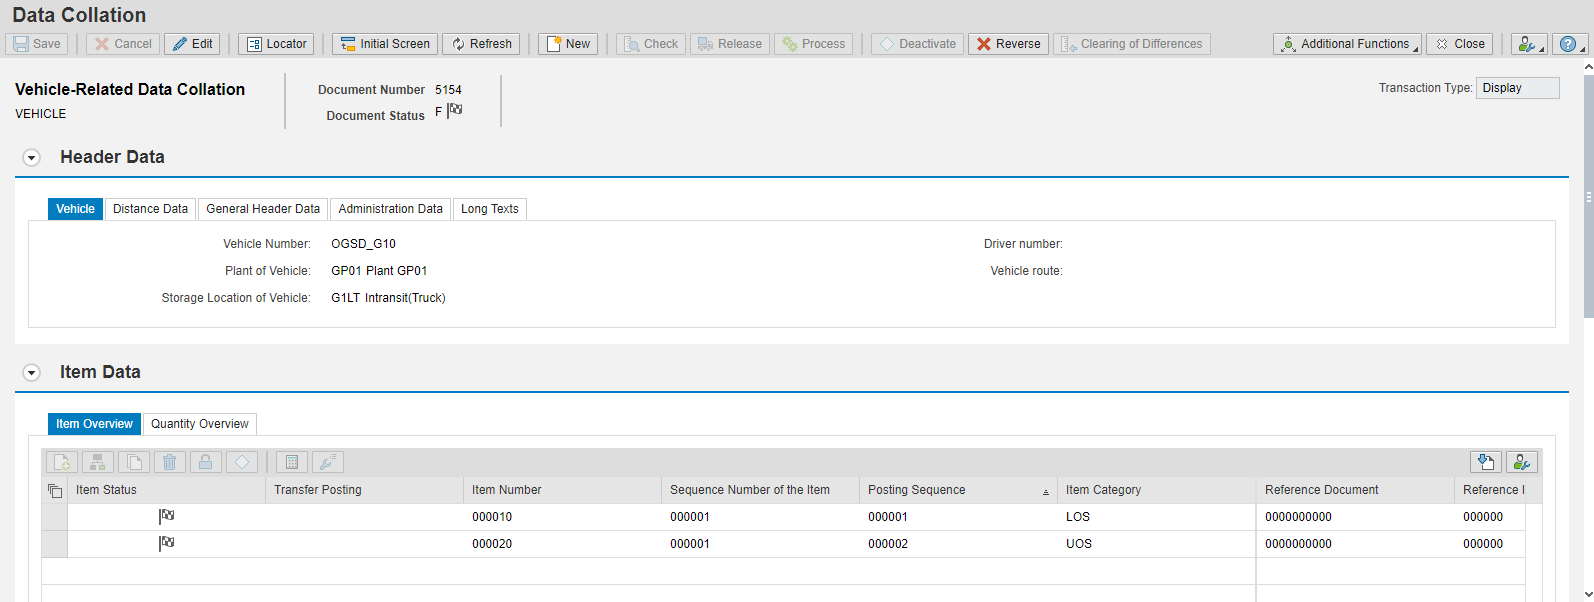 Data Collation
Save Cancel Edit Locator Initial Screen Refresh New Check Release Process Deactivate Reverse Clearing of Differences Additional Functions Close
Vehicle-Related Data Collation
VEHICLE
Document Number 5154
Document Status F
Transaction Type: Display
Header Data
Vehicle Distance Data General Header Data Administration Data Long Texts
Vehicle Number: OGSD_G10
Driver number:
Plant of Vehicle: GP01 Plant GP01
Vehicle route:
Storage Location of Vehicle: G1LT Intransit(Truck)
Item Data
Item Overview Quantity Overview
Item Status Transfer Posting Item Number Sequence Number of the Item Posting Sequence Item Category Reference Document Reference I
000010 000001 000001 LOS 0000000000 000000
000020 000001 000002 UOS 0000000000 000000